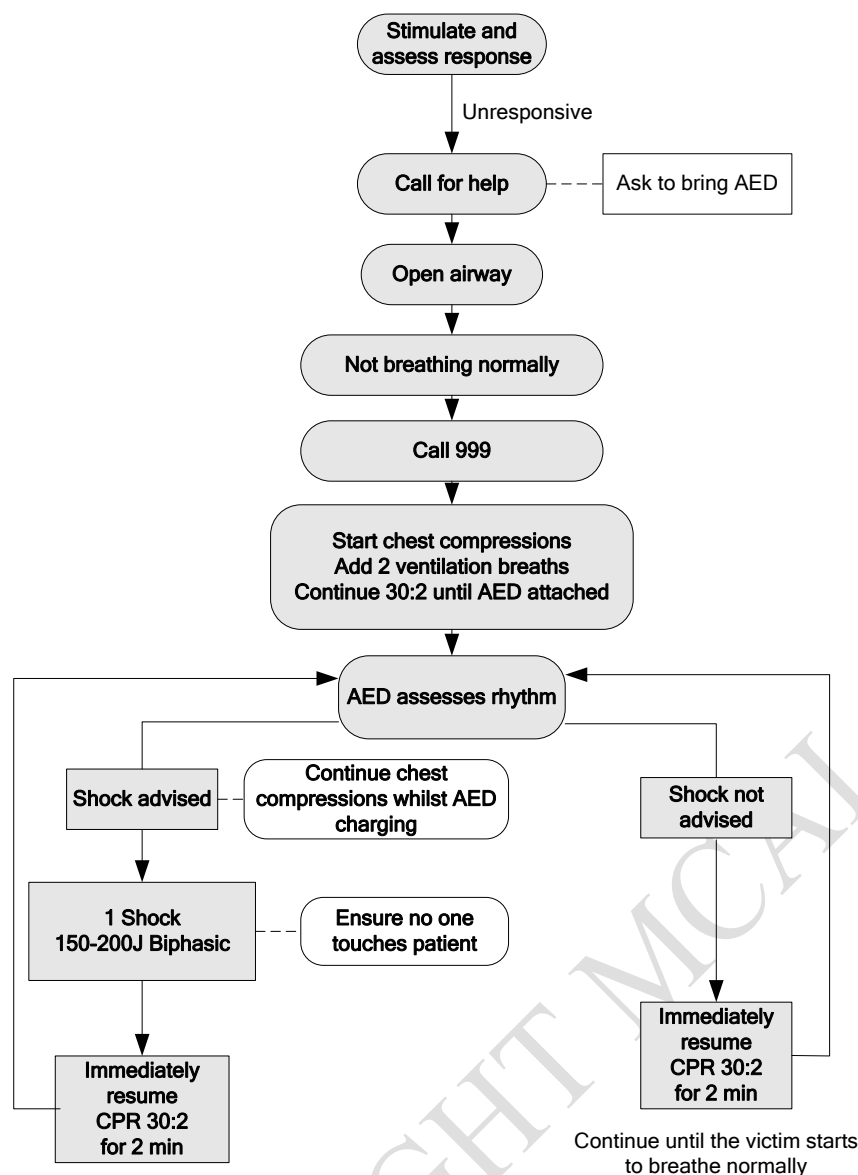 Stimulate and
assess response
Unresponsive
Call for help
Ask to bring AED
Open airway
Not breathing normally
Call 999
Start chest compressions
Add 2 ventilation breaths
Continue 30:2 until AED attached
AED assesses rhythm
Shock advised
Continue chest
compressions whilst AED
charging
Shock not
advised
1 Shock
150-200J Biphasic
Ensure no one
touches patient
Immediately
resume
CPR 30:2
for 2 min
Immediately
resume
CPR 30:2
for 2 min
Continue until the victim starts
to breathe normally
GHT MCAI